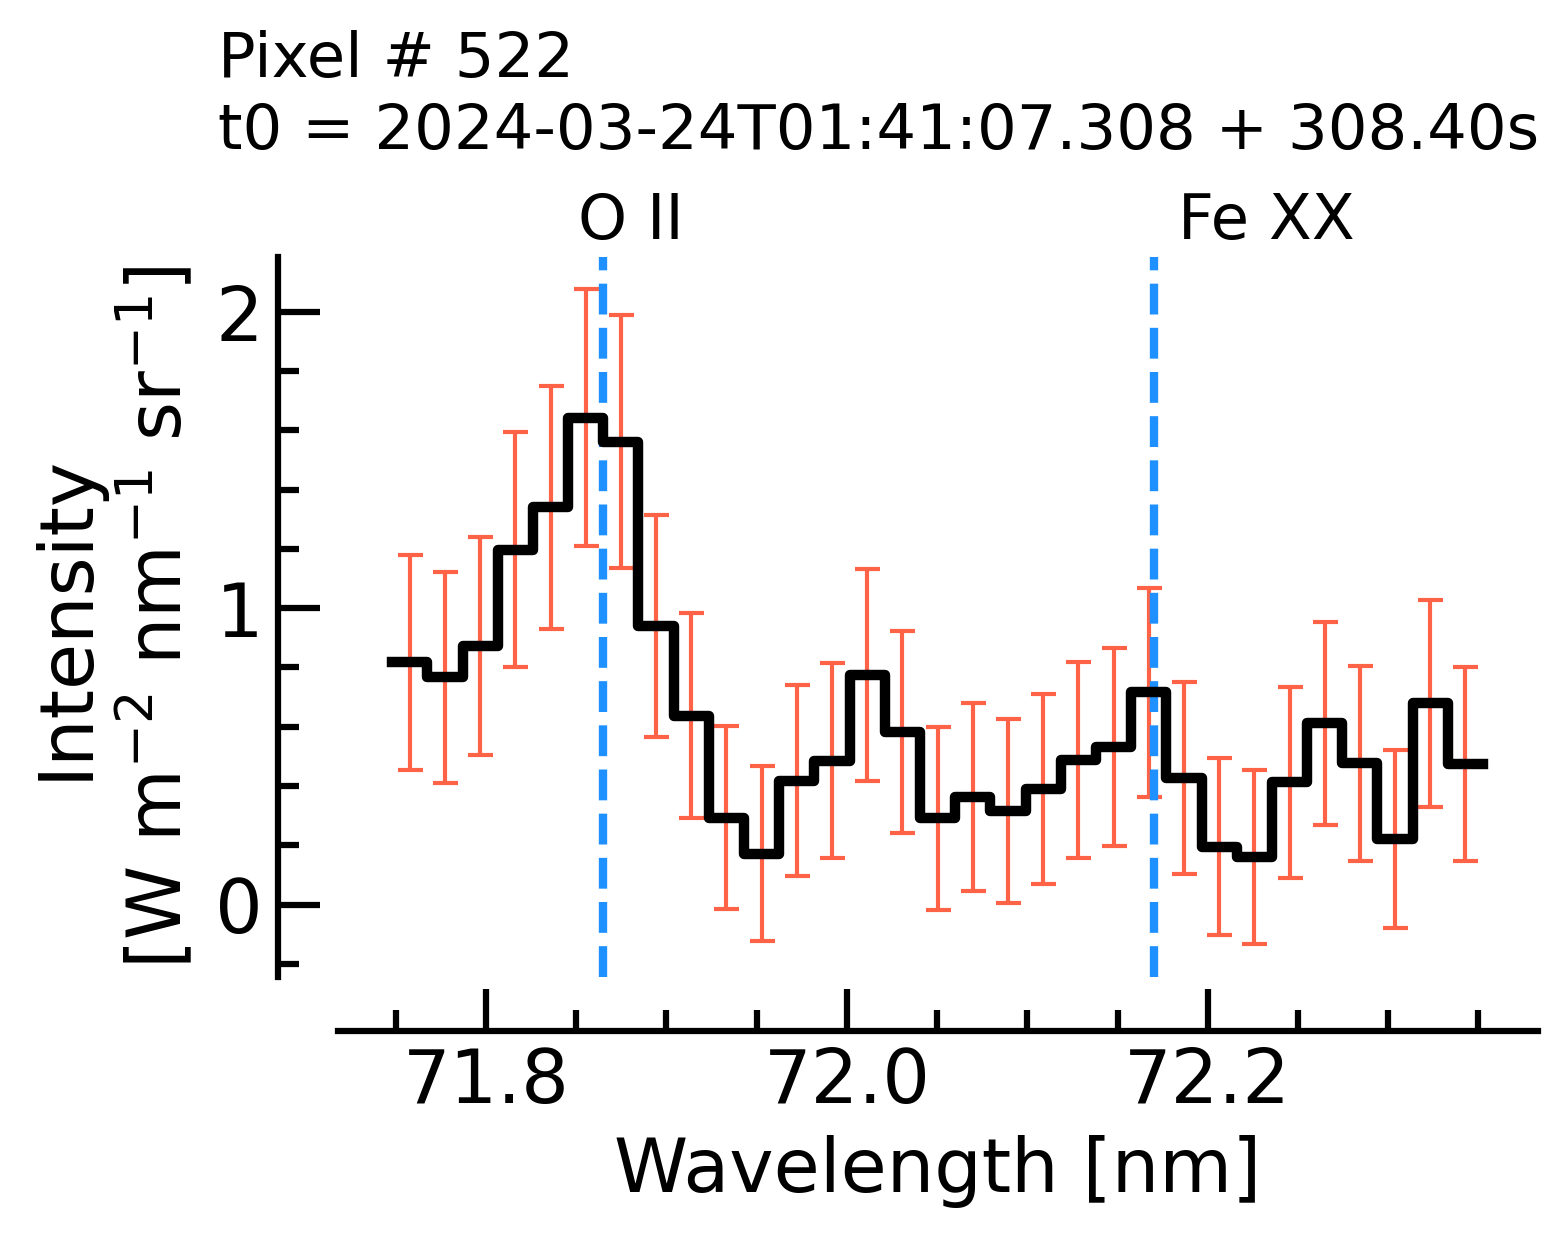 Pixel # 522
t0 = 2024-03-24T01:41:07.308 + 308.40s
O II
Fe XX
Intensity
[W m⁻² nm⁻¹ sr⁻¹]
2
1
0
71.8
72.0
72.2
Wavelength [nm]